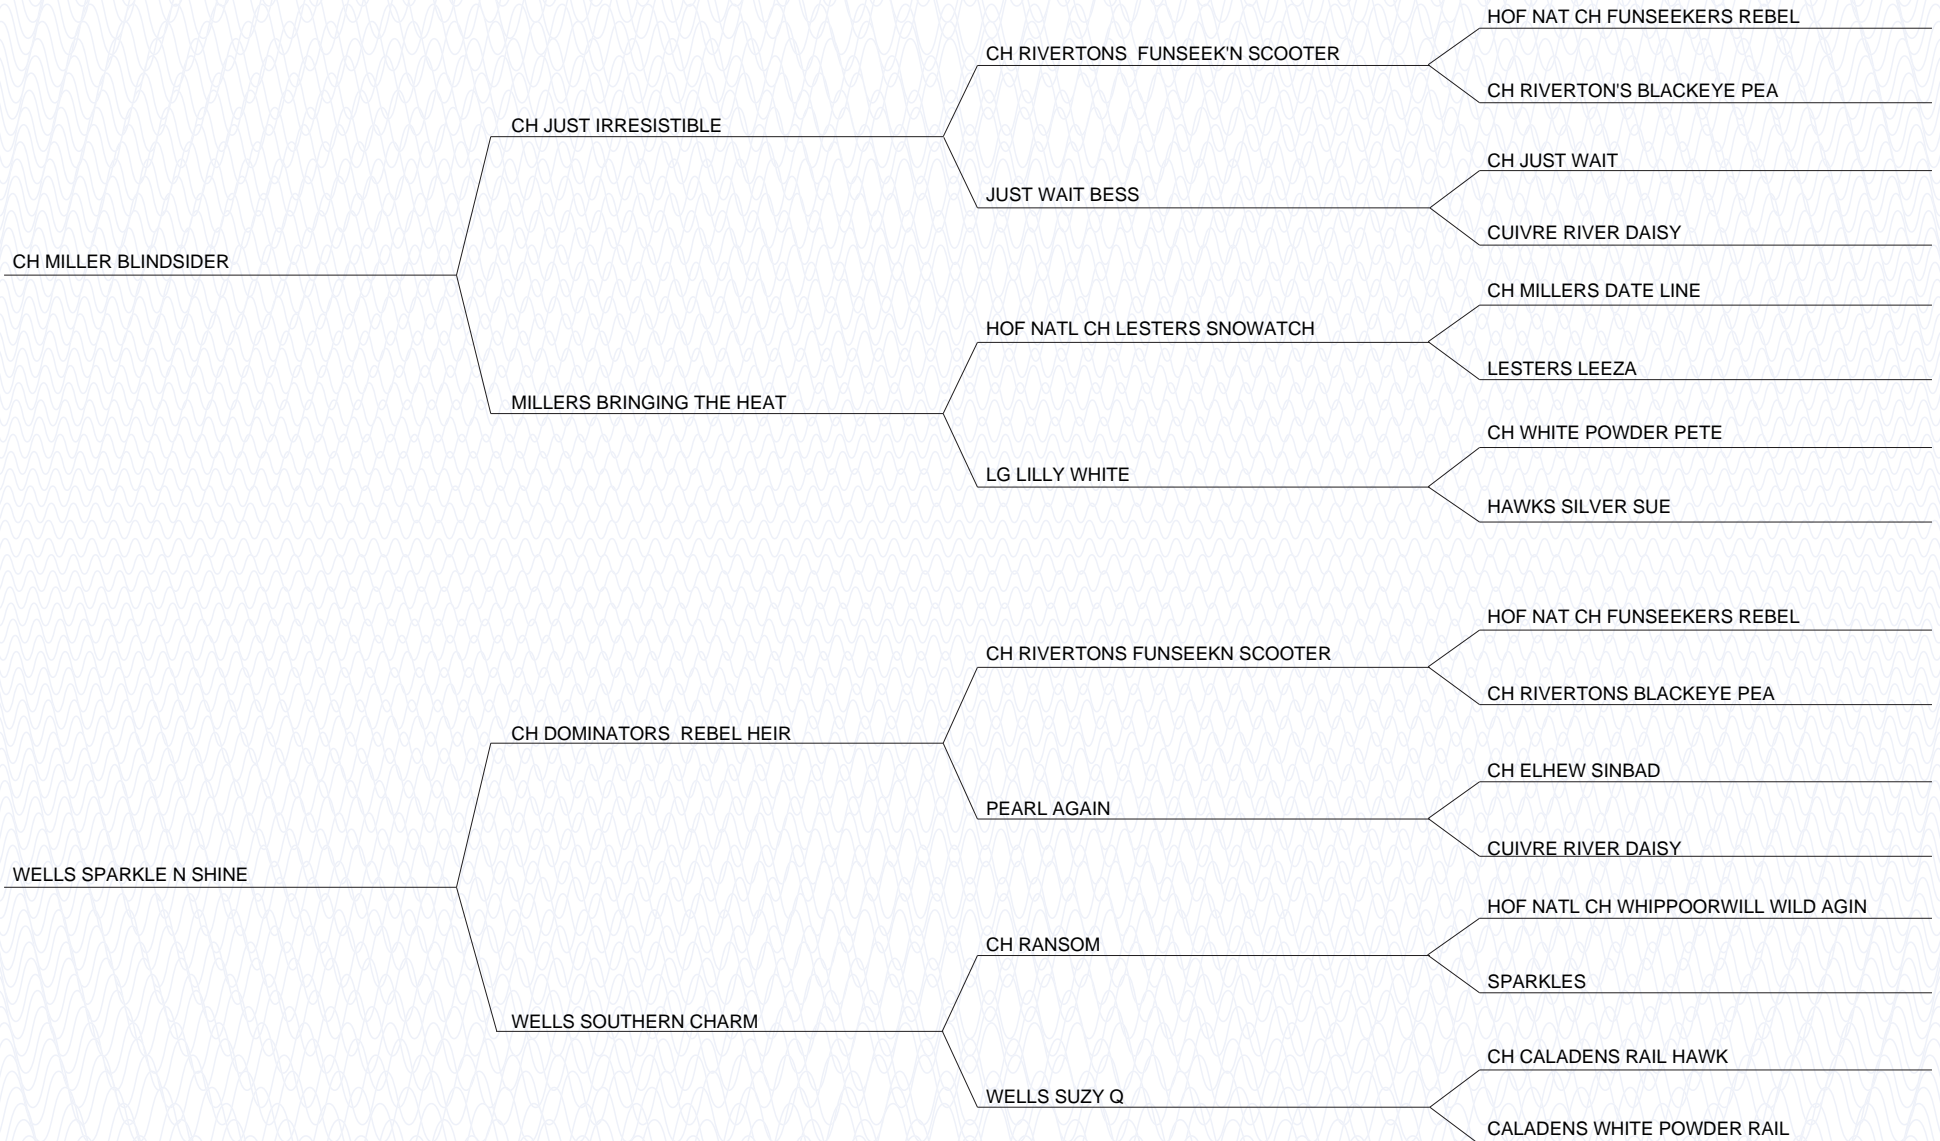 HOF NAT CH FUNSEEKERS REBEL
CH RIVERTONS  FUNSEEK'N SCOOTER
CH RIVERTON'S BLACKEYE PEA
CH JUST IRRESISTIBLE
CH JUST WAIT
JUST WAIT BESS
CUIVRE RIVER DAISY
CH MILLER BLINDSIDER
CH MILLERS DATE LINE
HOF NATL CH LESTERS SNOWATCH
LESTERS LEEZA
MILLERS BRINGING THE HEAT
CH WHITE POWDER PETE
LG LILLY WHITE
HAWKS SILVER SUE
HOF NAT CH FUNSEEKERS REBEL
CH RIVERTONS FUNSEEKN SCOOTER
CH RIVERTONS BLACKEYE PEA
CH DOMINATORS  REBEL HEIR
CH ELHEW SINBAD
PEARL AGAIN
CUIVRE RIVER DAISY
WELLS SPARKLE N SHINE
HOF NATL CH WHIPPOORWILL WILD AGIN
CH RANSOM
SPARKLES
WELLS SOUTHERN CHARM
CH CALADENS RAIL HAWK
WELLS SUZY Q
CALADENS WHITE POWDER RAIL